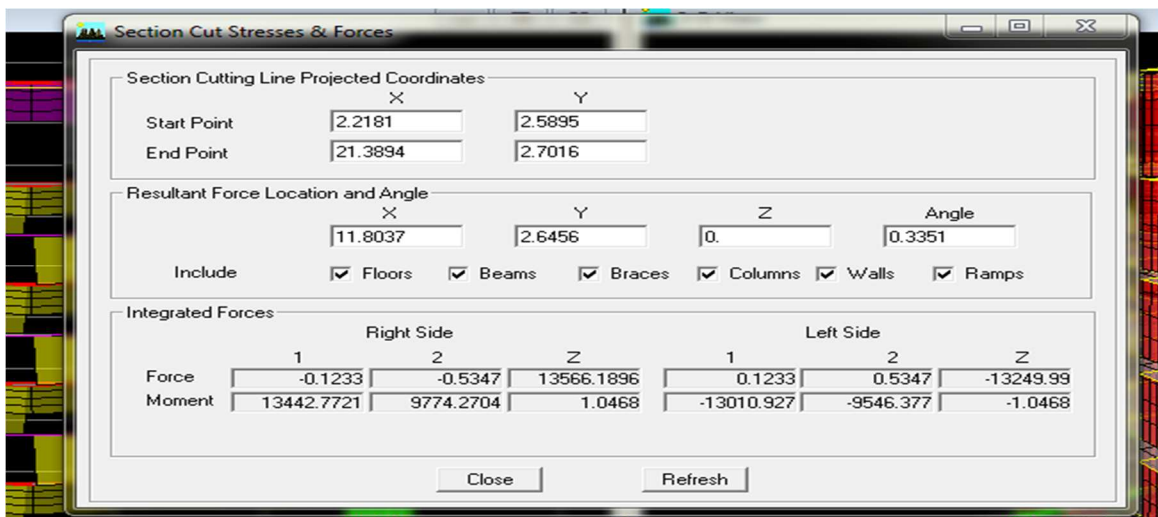 Section Cut Stresses & Forces
Section Cutting Line Projected Coordinates
X Y
Start Point 2.2181 2.5895
End Point 21.3894 2.7016
Resultant Force Location and Angle
X Y Z Angle
11.8037 2.6456 0. 0.3351
Include Floors Beams Braces Columns Walls Ramps
Integrated Forces
Right Side Left Side
1 2 Z 1 2 Z
Force -0.1233 -0.5347 13566.1896 0.1233 0.5347 -13249.99
Moment 13442.7721 9774.2704 1.0468 -13010.927 -9546.377 -1.0468
Close Refresh